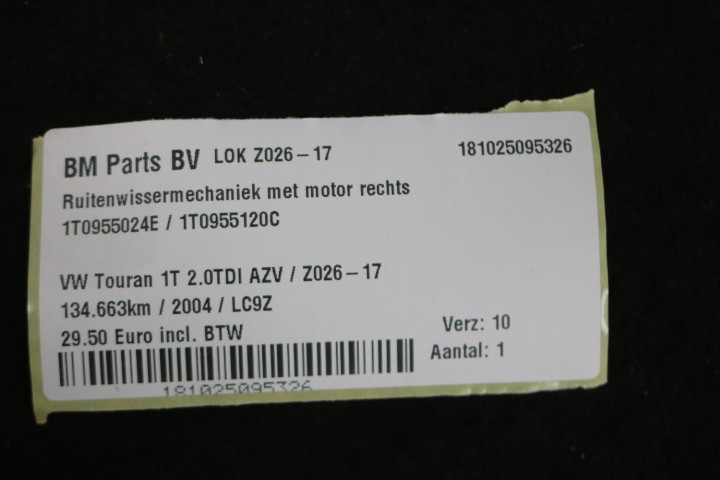 BM Parts BV LOK Z026-17 181025095326
Ruitenwissermechaniek met motor rechts
1T0955024E / 1T0955120C
VW Touran 1T 2.0TDI AZV / Z026-17
134.663km / 2004 / LC9Z
29.50 Euro incl. BTW
Verz: 10
Aantal: 1
181025095326